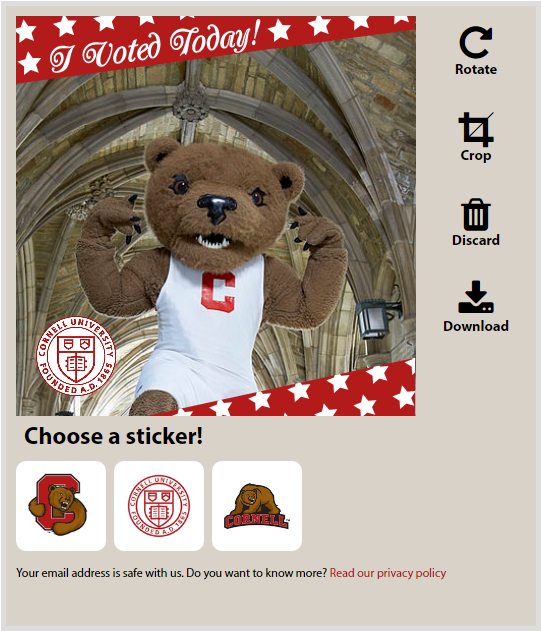 I Voted Today!
C
CORNELL UNIVERSITY
FOUNDED A.D. 1865
Rotate
Crop
Discard
Download
Choose a sticker!
C
CORNELL UNIVERSITY
FOUNDED A.D. 1865
CORNELL
Your email address is safe with us. Do you want to know more? Read our privacy policy